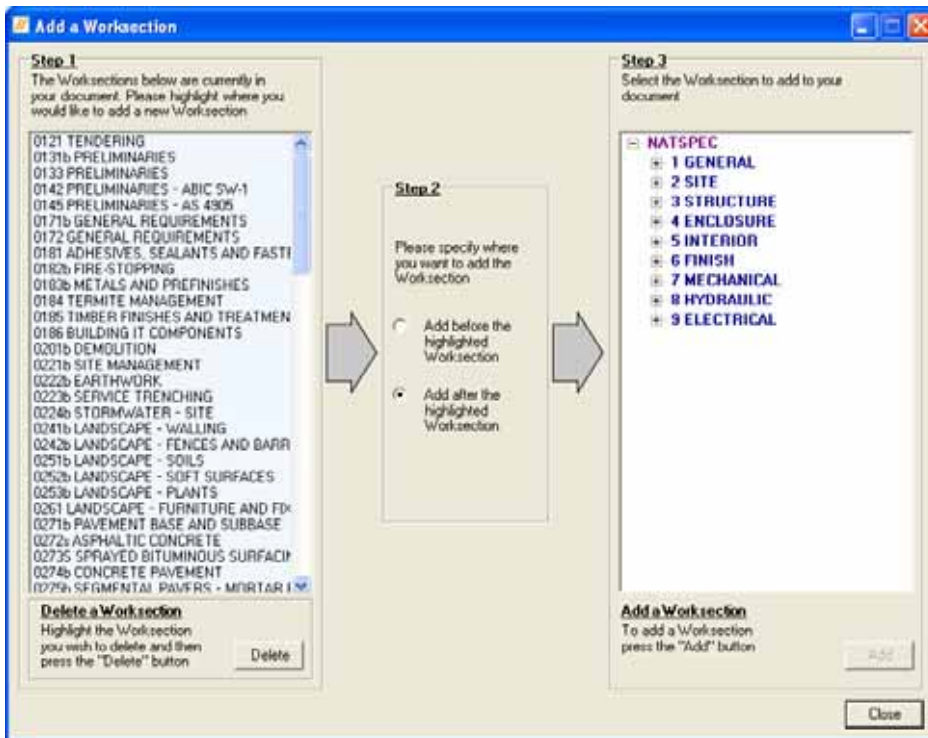 Add a Worksection
Step 1
The Worksections below are currently in
your document. Please highlight where you
would like to add a new Worksection
0121 TENDERING
0131b PRELIMINARIES
0133 PRELIMINARIES
0142 PRELIMINARIES - ABIC SW-1
0145 PRELIMINARIES - AS 4905
0171b GENERAL REQUIREMENTS
0172 GENERAL REQUIREMENTS
0181 ADHESIVES, SEALANTS AND FASTE
0182b FIRE-STOPPING
0183b METALS AND PREFINISHES
0184 TERMITE MANAGEMENT
0185 TIMBER FINISHES AND TREATMEN
0186 BUILDING IT COMPONENTS
0201b DEMOLITION
0221b SITE MANAGEMENT
0222b EARTHWORK
0223b SERVICE TRENCHING
0224b STORMWATER - SITE
0241b LANDSCAPE - WALLING
0242b LANDSCAPE - FENCES AND BARR
0251b LANDSCAPE - SOILS
0252b LANDSCAPE - SOFT SURFACES
0253b LANDSCAPE - PLANTS
0261 LANDSCAPE - FURNITURE AND FIX
0271b PAVEMENT BASE AND SUBBASE
0272s ASPHALTIC CONCRETE
0273S SPRAYED BITUMINOUS SURFACIN
0274b CONCRETE PAVEMENT
0275b SEGMENTAL PAVERS - MORTAR
Delete a Worksection
Highlight the Worksection
you wish to delete and then
press the "Delete" button
Delete
Step 2
Please specify where
you want to add the
Worksection
Add before the
highlighted
Worksection
Add after the
highlighted
Worksection
Step 3
Select the Worksection to add to your
document
NATSPEC
1 GENERAL
2 SITE
3 STRUCTURE
4 ENCLOSURE
5 INTERIOR
6 FINISH
7 MECHANICAL
8 HYDRAULIC
9 ELECTRICAL
Add a Worksection
To add a Worksection
press the "Add" button
Add
Close